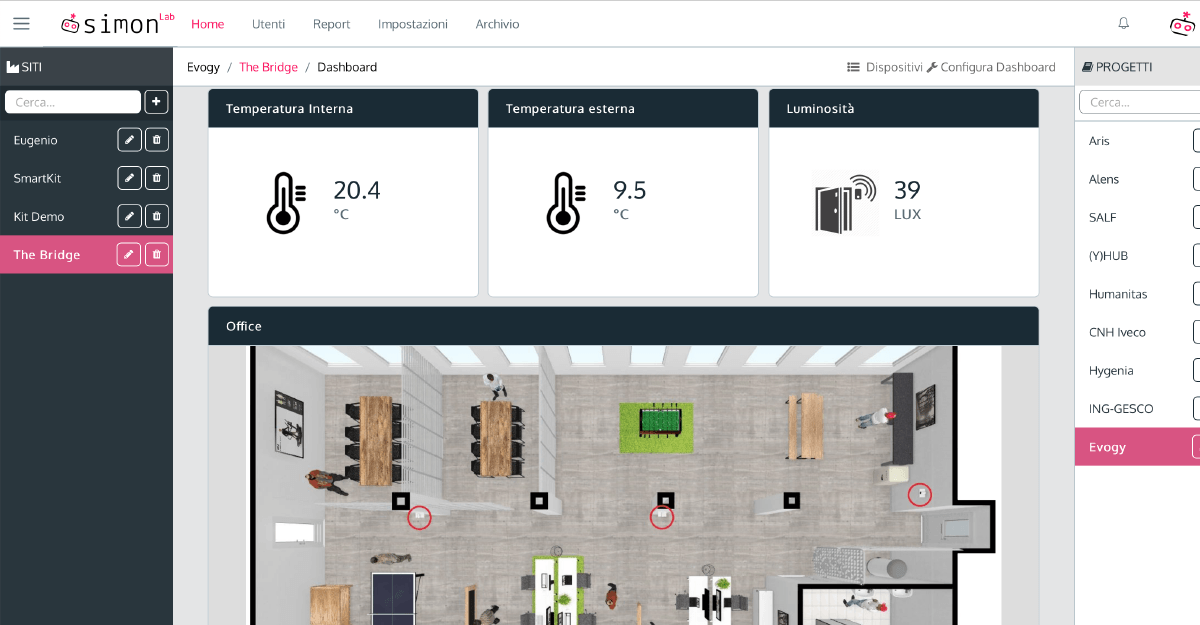 simon Lab
Home
Utenti
Report
Impostazioni
Archivio
SITI
Cerca...
+
Eugenio
SmartKit
Kit Demo
The Bridge
Evogy / The Bridge / Dashboard
Dispositivi
Configura Dashboard
Temperatura Interna
20.4
°C
Temperatura esterna
9.5
°C
Luminosità
39
LUX
Office
PROGETTI
Cerca...
Aris
Alens
SALF
(Y)HUB
Humanitas
CNH Iveco
Hygenia
ING-GESCO
Evogy